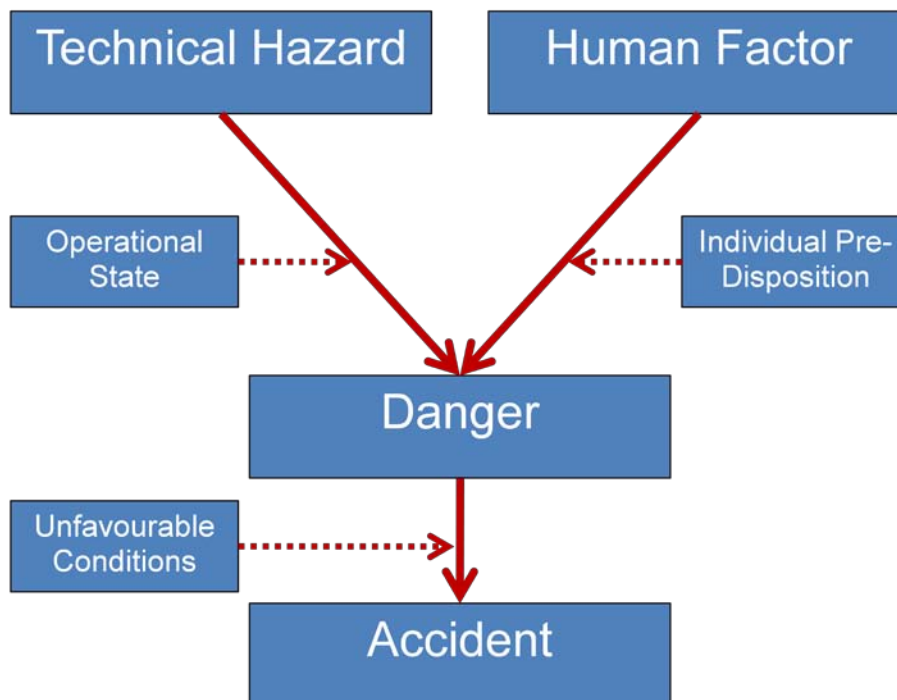 Technical Hazard
Human Factor
Operational
State
Individual Pre-
Disposition
Danger
Unfavourable
Conditions
Accident